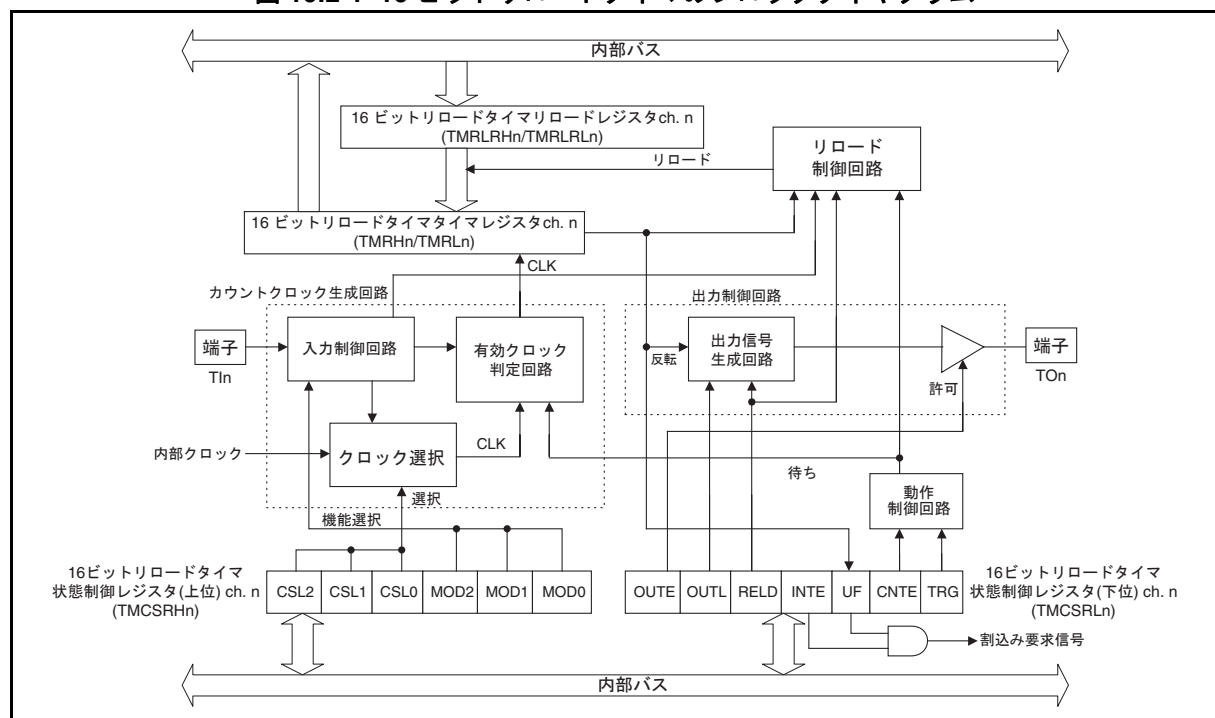 内部バス
16 ビットリロードタイマリロードレジスタch. n
(TMRLRHn/TMRLRLn)
リロード
制御回路
リロード
16 ビットリロードタイマタイマレジスタch. n
(TMRHn/TMRLn)
CLK
カウントクロック生成回路
出力制御回路
端子
TIn
入力制御回路
有効クロック
判定回路
反転
出力信号
生成回路
許可
端子
TOn
内部クロック
クロック選択
CLK
待ち
選択
機能選択
動作
制御回路
16ビットリロードタイマ
状態制御レジスタ(上位) ch. n
(TMCSRHn)
CSL2 CSL1 CSL0 MOD2 MOD1 MOD0
OUTE OUTL RELD INTE UF CNTE TRG
16ビットリロードタイマ
状態制御レジスタ(下位) ch. n
(TMCSRLn)
割込み要求信号
内部バス